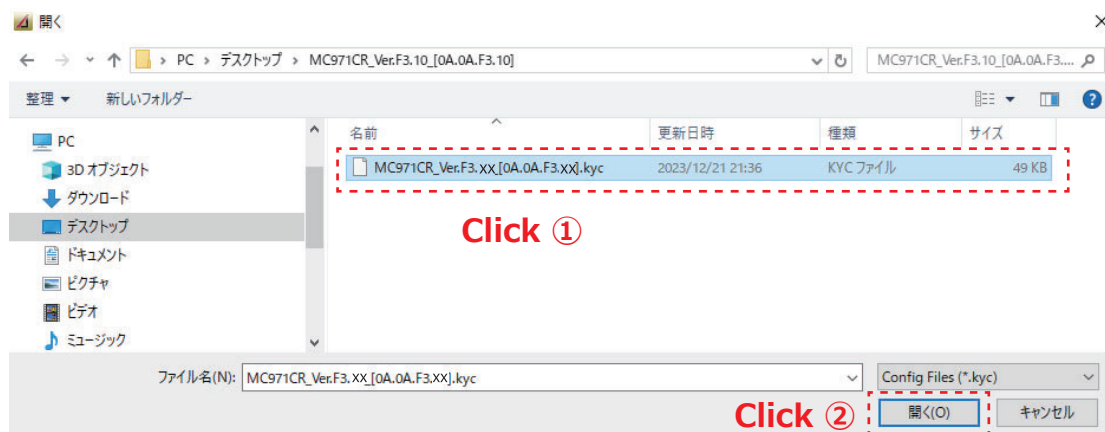 開く
PC › デスクトップ › MC971CR_Ver.F3.10_[0A.0A.F3.10]
MC971CR_Ver.F3.10_[0A.0A.F3....
整理 新しいフォルダー
名前 更新日時 種類 サイズ
PC
3D オブジェクト
ダウンロード
デスクトップ
ドキュメント
ピクチャ
ビデオ
ミュージック
MC971CR_Ver.F3.XX_[0A.0A.F3.XX].kyc 2023/12/21 21:36 KYC ファイル 49 KB
Click ①
ファイル名(N): MC971CR_Ver.F3.XX_[0A.0A.F3.XX].kyc Config Files (*.kyc)
Click ② 開く(O) キャンセル